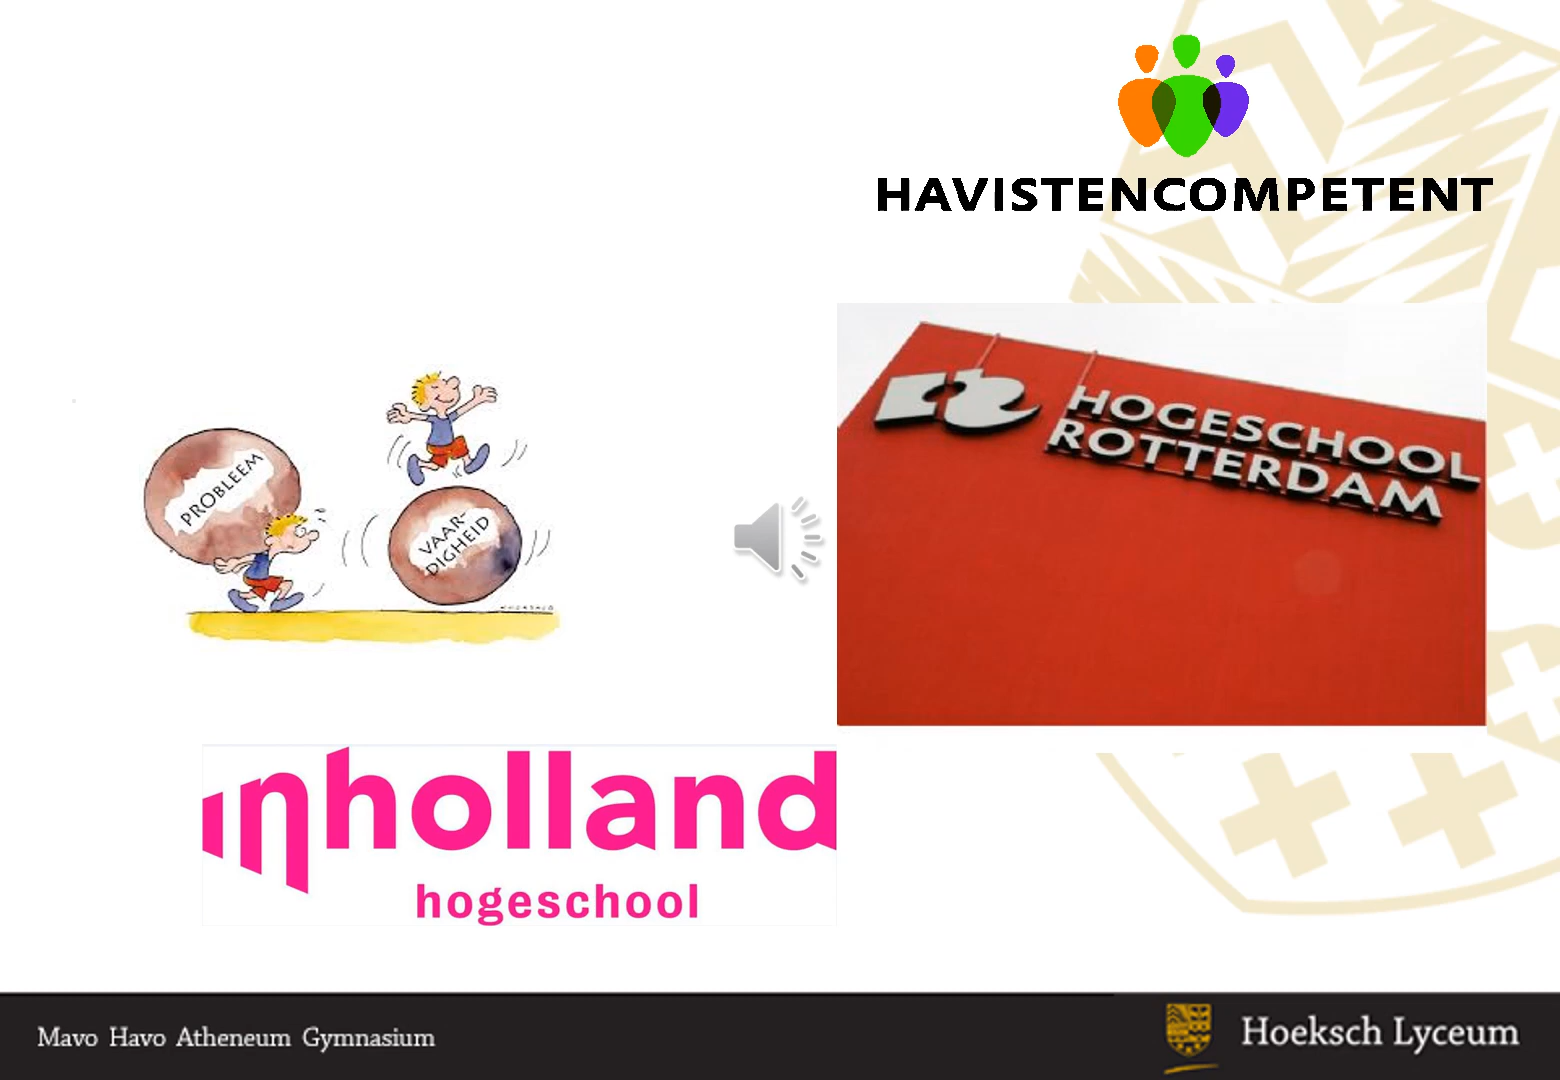 HAVISTENCOMPETENT
HOGESCHOOL
ROTTERDAM
PROBLEEM
VAAR-
DIGHEID
inholland
hogeschool
Mavo Havo Atheneum Gymnasium
Hoeksch Lyceum